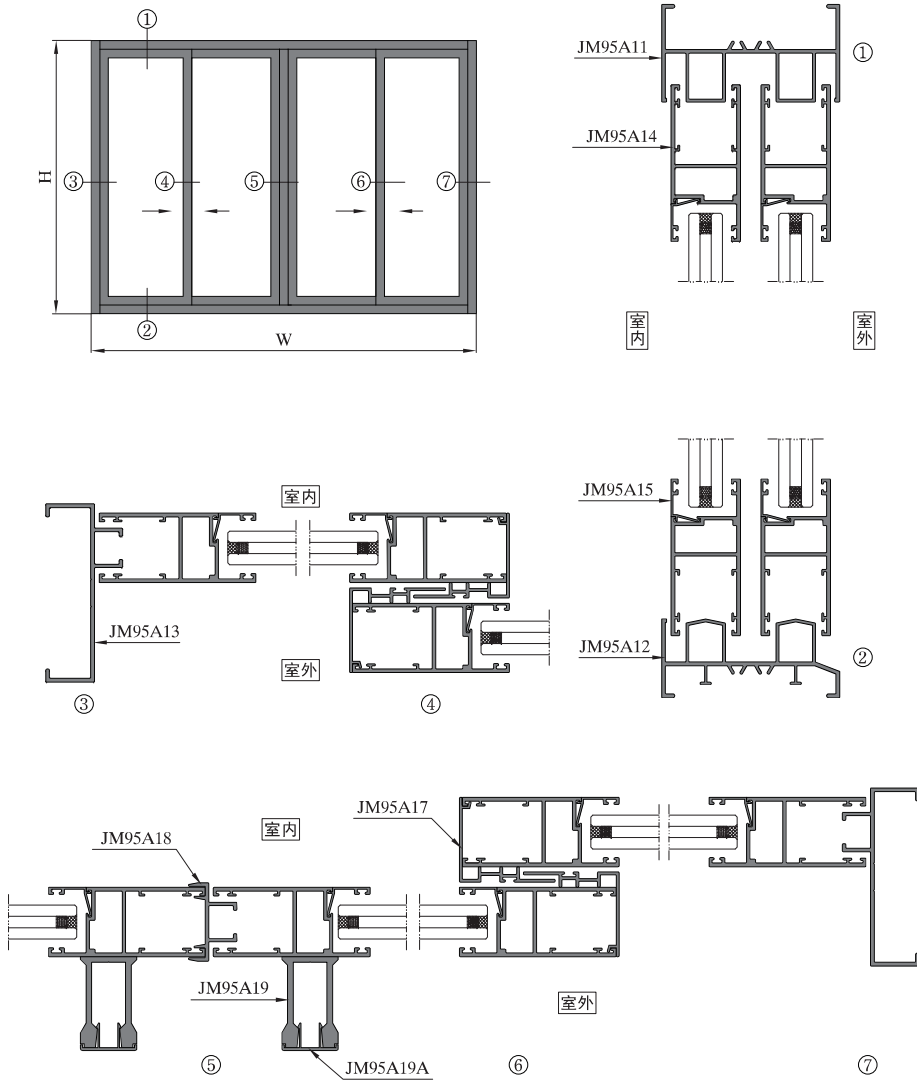 ①
JM95A11
①
JM95A14
H
③
④
⑤
⑥
⑦
②
W
室内
室外
室内
JM95A15
JM95A13
室外
JM95A12
②
③
④
JM95A17
室内
JM95A18
JM95A19
室外
JM95A19A
⑤
⑥
⑦